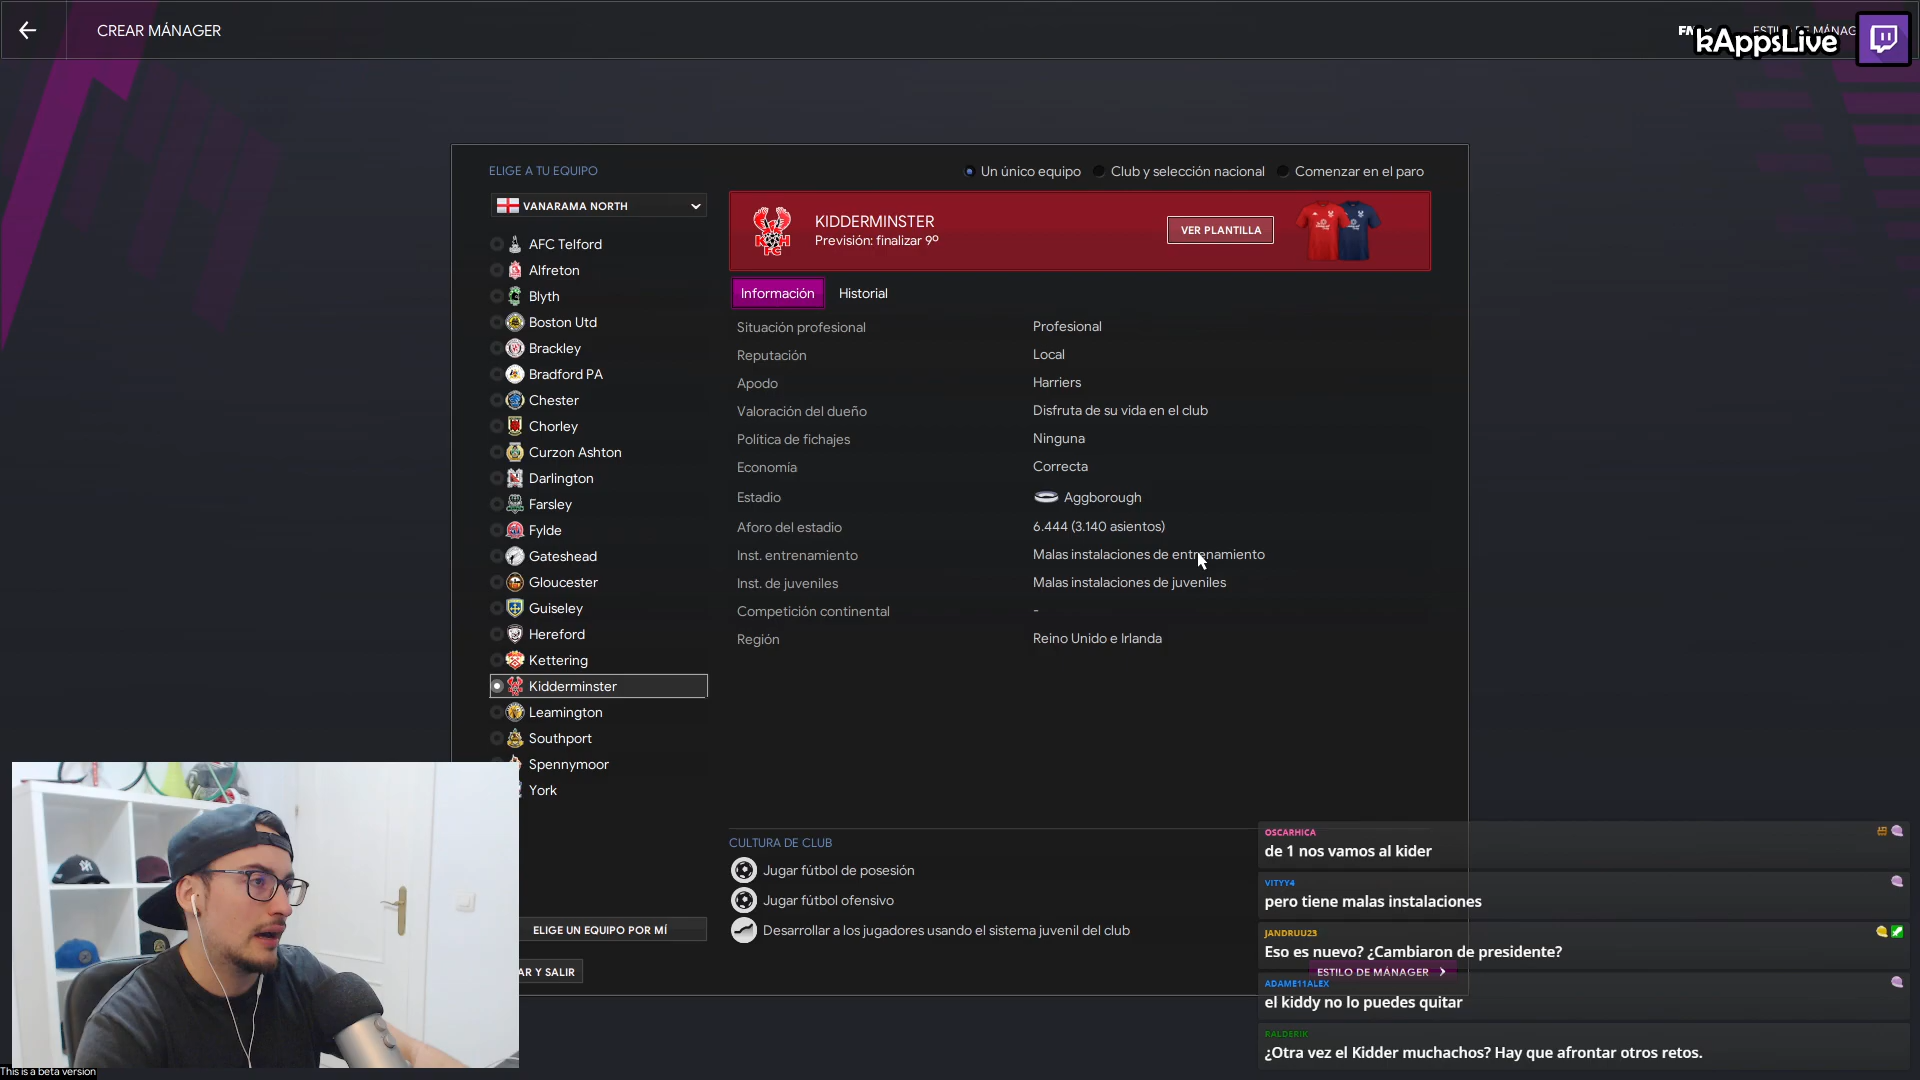 CREAR MÁNAGER
kAppsLive
ELIGE A TU EQUIPO
Un único equipo
Club y selección nacional
Comenzar en el paro
VANARAMA NORTH
KIDDERMINSTER
Previsión: finalizar 9º
VER PLANTILLA
AFC Telford
Alfreton
Blyth
Boston Utd
Brackley
Bradford PA
Chester
Chorley
Curzon Ashton
Darlington
Farsley
Fylde
Gateshead
Gloucester
Guiseley
Hereford
Kettering
Kidderminster
Leamington
Southport
Spennymoor
York
Información
Historial
Situación profesional Profesional
Reputación Local
Apodo Harriers
Valoración del dueño Disfruta de su vida en el club
Política de fichajes Ninguna
Economía Correcta
Estadio Aggborough
Aforo del estadio 6.444 (3.140 asientos)
Inst. entrenamiento Malas instalaciones de entrenamiento
Inst. de juveniles Malas instalaciones de juveniles
Competición continental -
Región Reino Unido e Irlanda
CULTURA DE CLUB
Jugar fútbol de posesión
Jugar fútbol ofensivo
Desarrollar a los jugadores usando el sistema juvenil del club
ELIGE UN EQUIPO POR MÍ
AR Y SALIR
ESTILO DE MÁNAGER
OSCARHICA
de 1 nos vamos al kider
VITYY4
pero tiene malas instalaciones
JANDRUU23
Eso es nuevo? ¿Cambiaron de presidente?
ADAME11ALEX
el kiddy no lo puedes quitar
RALDERIK
¿Otra vez el Kidder muchachos? Hay que afrontar otros retos.
This is a beta version